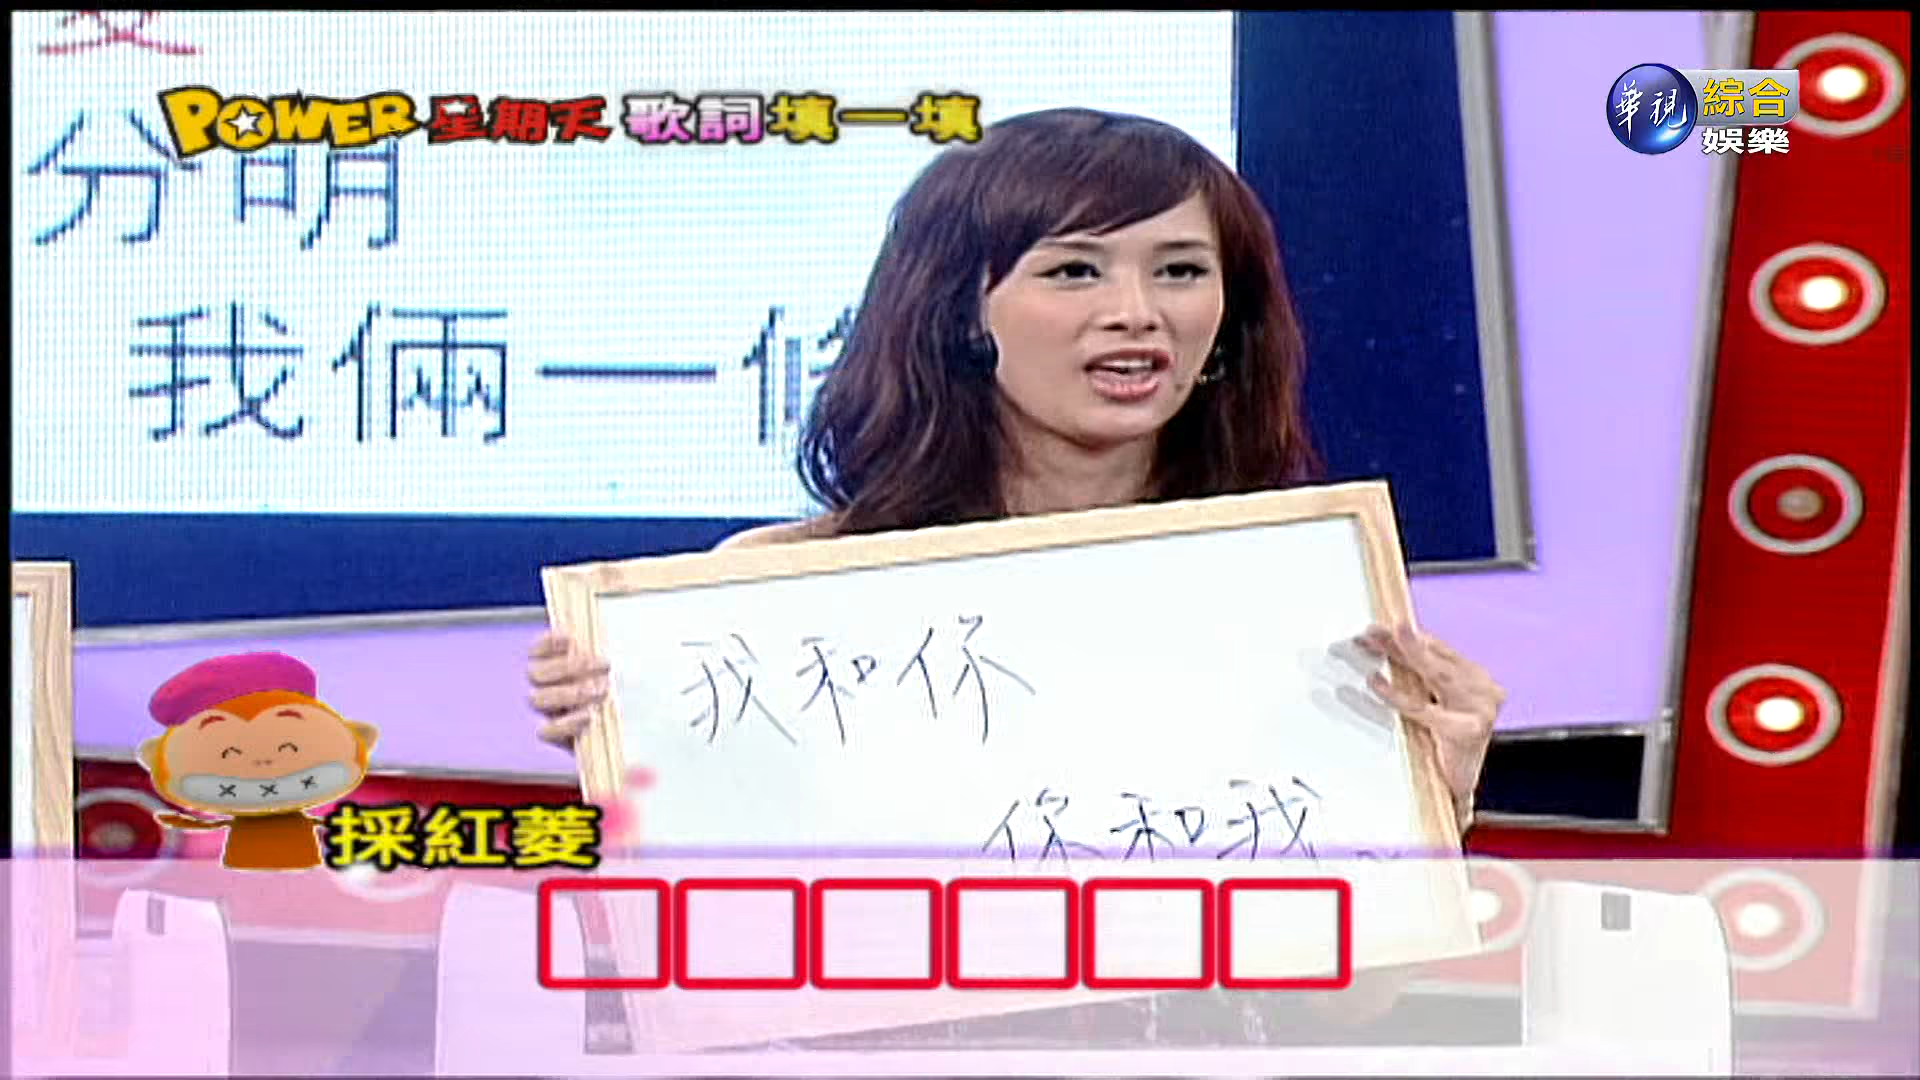 POWER星期天 歌詞填一填
華視 綜合
娛樂
分明
我倆一條
我和你
你和我
採紅菱